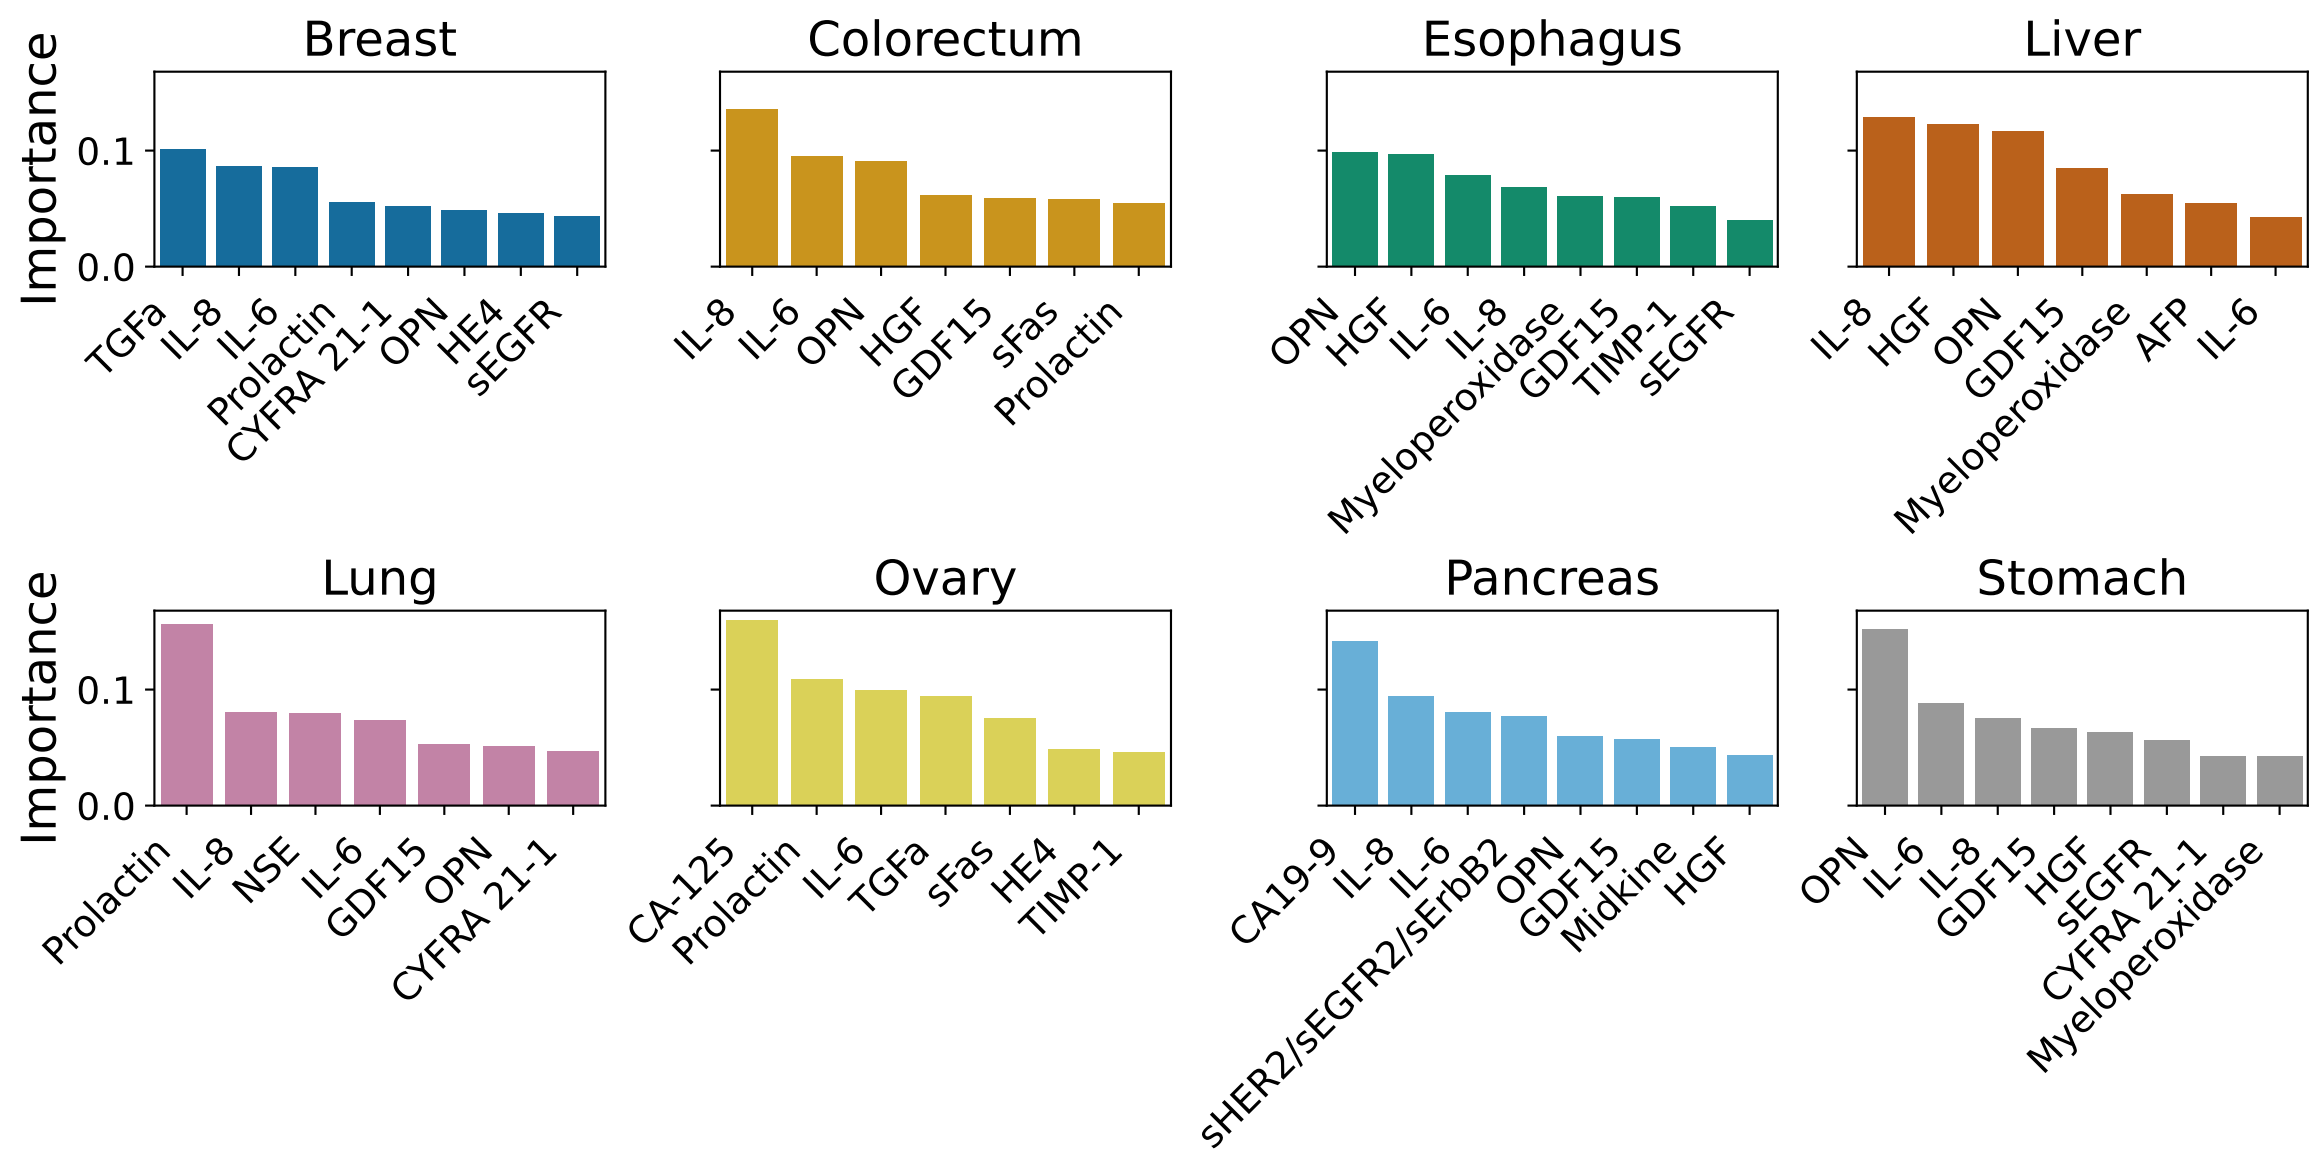 Breast
Colorectum
Esophagus
Liver
Importance
0.1
0.0
TGFa
IL-8
IL-6
Prolactin
CYFRA 21-1
OPN
HE4
sEGFR
IL-8
IL-6
OPN
HGF
GDF15
sFas
Prolactin
OPN
HGF
IL-6
IL-8
Myeloperoxidase
GDF15
TIMP-1
sEGFR
IL-8
HGF
OPN
GDF15
Myeloperoxidase
AFP
IL-6
Lung
Ovary
Pancreas
Stomach
Importance
0.1
0.0
Prolactin
IL-8
NSE
IL-6
GDF15
OPN
CYFRA 21-1
CA-125
Prolactin
IL-6
TGFa
sFas
HE4
TIMP-1
CA19-9
IL-8
IL-6
sHER2/sEGFR2/sErbB2
OPN
GDF15
Midkine
HGF
OPN
IL-6
IL-8
GDF15
HGF
sEGFR
CYFRA 21-1
Myeloperoxidase